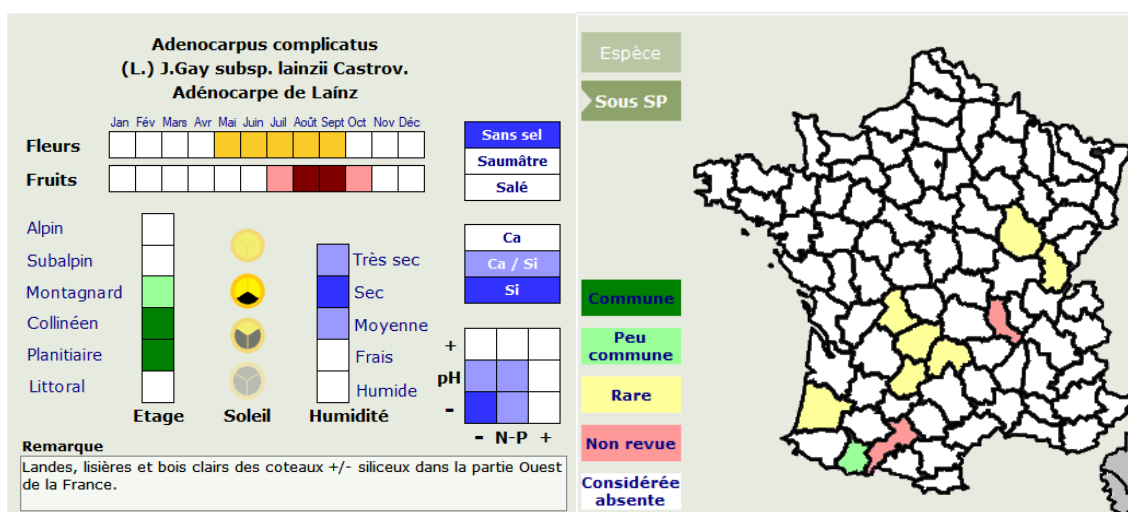 Adenocarpus complicatus
(L.) J.Gay subsp. lainzii Castrov.
Adénocarpe de Laínz
Jan Fév Mars Avr Mai Juin Juil Août Sept Oct Nov Déc
Fleurs
Fruits
Sans sel
Saumâtre
Salé
Alpin
Subalpin
Montagnard
Collinéen
Planitiaire
Littoral
Etage
Soleil
Très sec
Sec
Moyenne
Frais
Humide
Humidité
Ca
Ca / Si
Si
+
pH
-
- N-P +
Remarque
Landes, lisières et bois clairs des coteaux +/- siliceux dans la partie Ouest
de la France.
Espèce
Sous SP
Commune
Peu
commune
Rare
Non revue
Considérée
absente